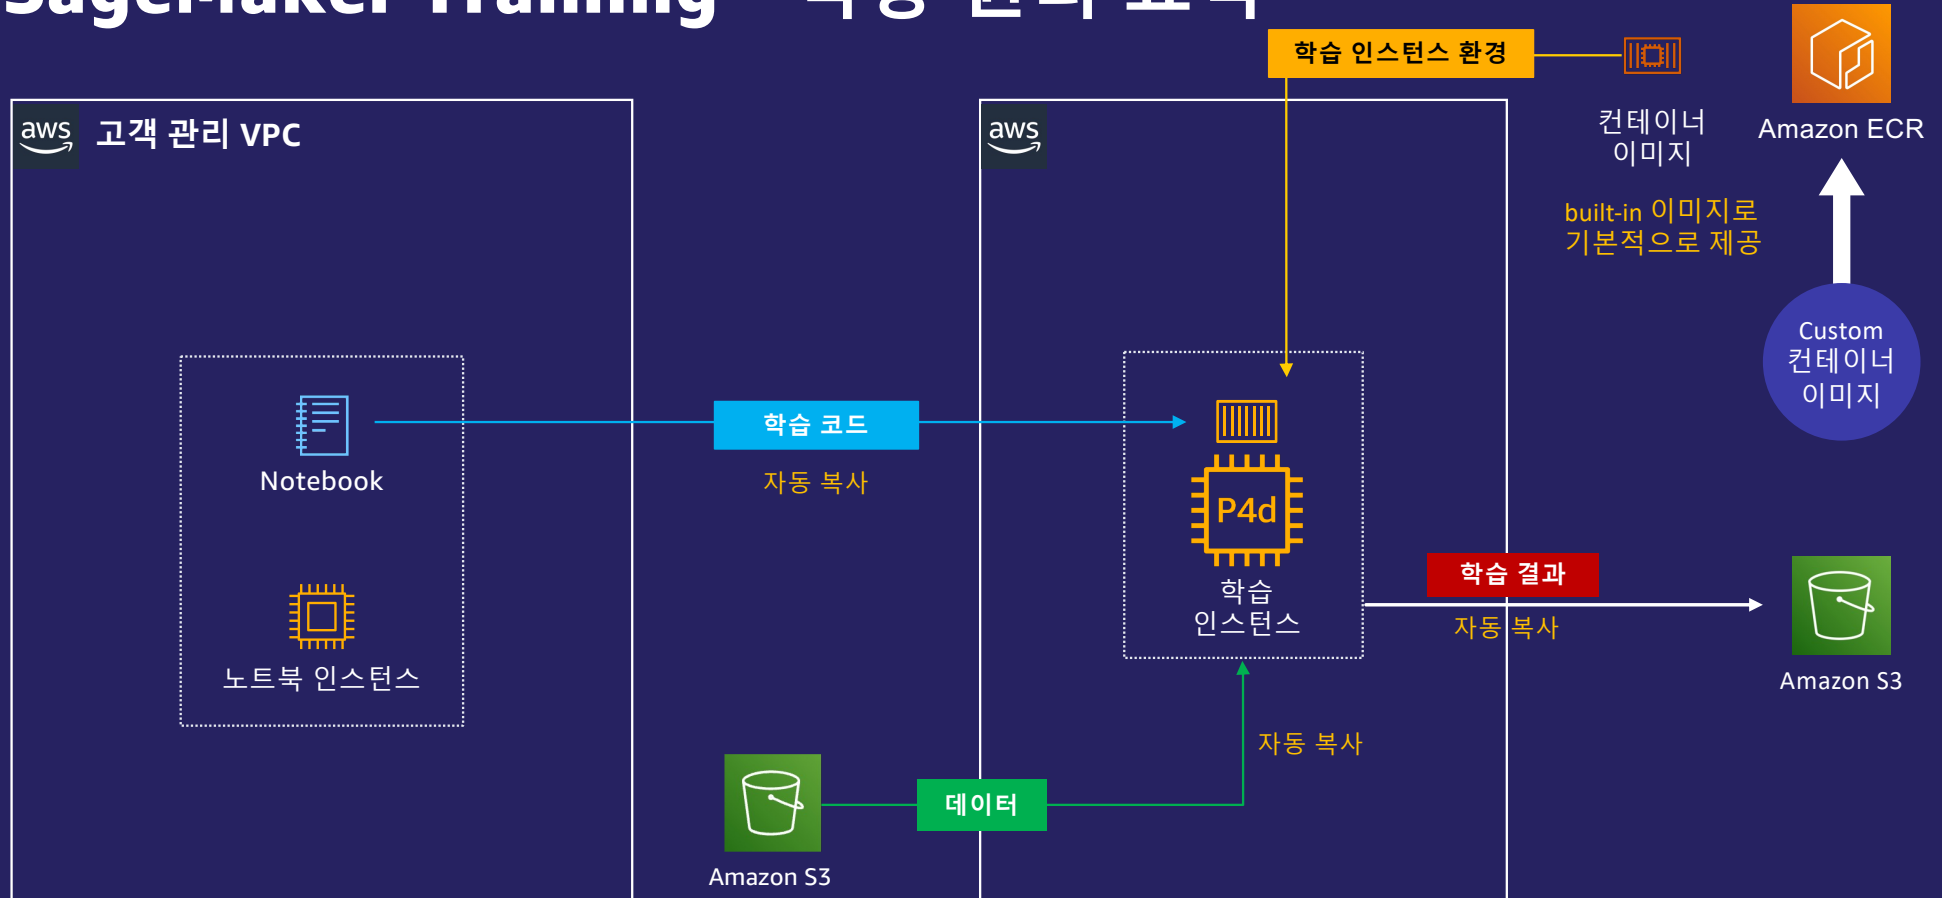 SageMaker Training
학습 인스턴스 환경
aws
고객 관리 VPC
aws
컨테이너
이미지
Amazon ECR
built-in 이미지로
기본적으로 제공
Custom
컨테이너
이미지
Notebook
학습 코드
자동 복사
P4d
학습
인스턴스
학습 결과
자동 복사
노트북 인스턴스
Amazon S3
자동 복사
데이터
Amazon S3